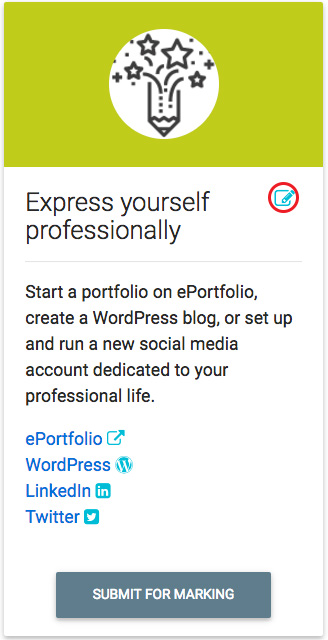 Express yourself
professionally
Start a portfolio on ePortfolio,
create a WordPress blog, or set up
and run a new social media
account dedicated to your
professional life.
ePortfolio
WordPress
LinkedIn
Twitter
SUBMIT FOR MARKING